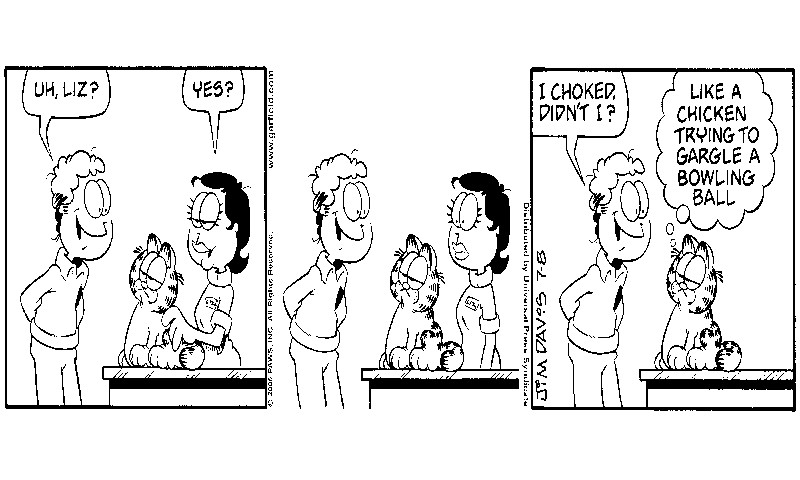 UH, LIZ?
YES?
www.garfield.com
© 2006 PAWS, INC. All Rights Reserved.
Distributed by Universal Press Syndicate
JIM DAVIS 7-8
I CHOKED,
DIDN'T I?
LIKE A
CHICKEN
TRYING TO
GARGLE A
BOWLING
BALL